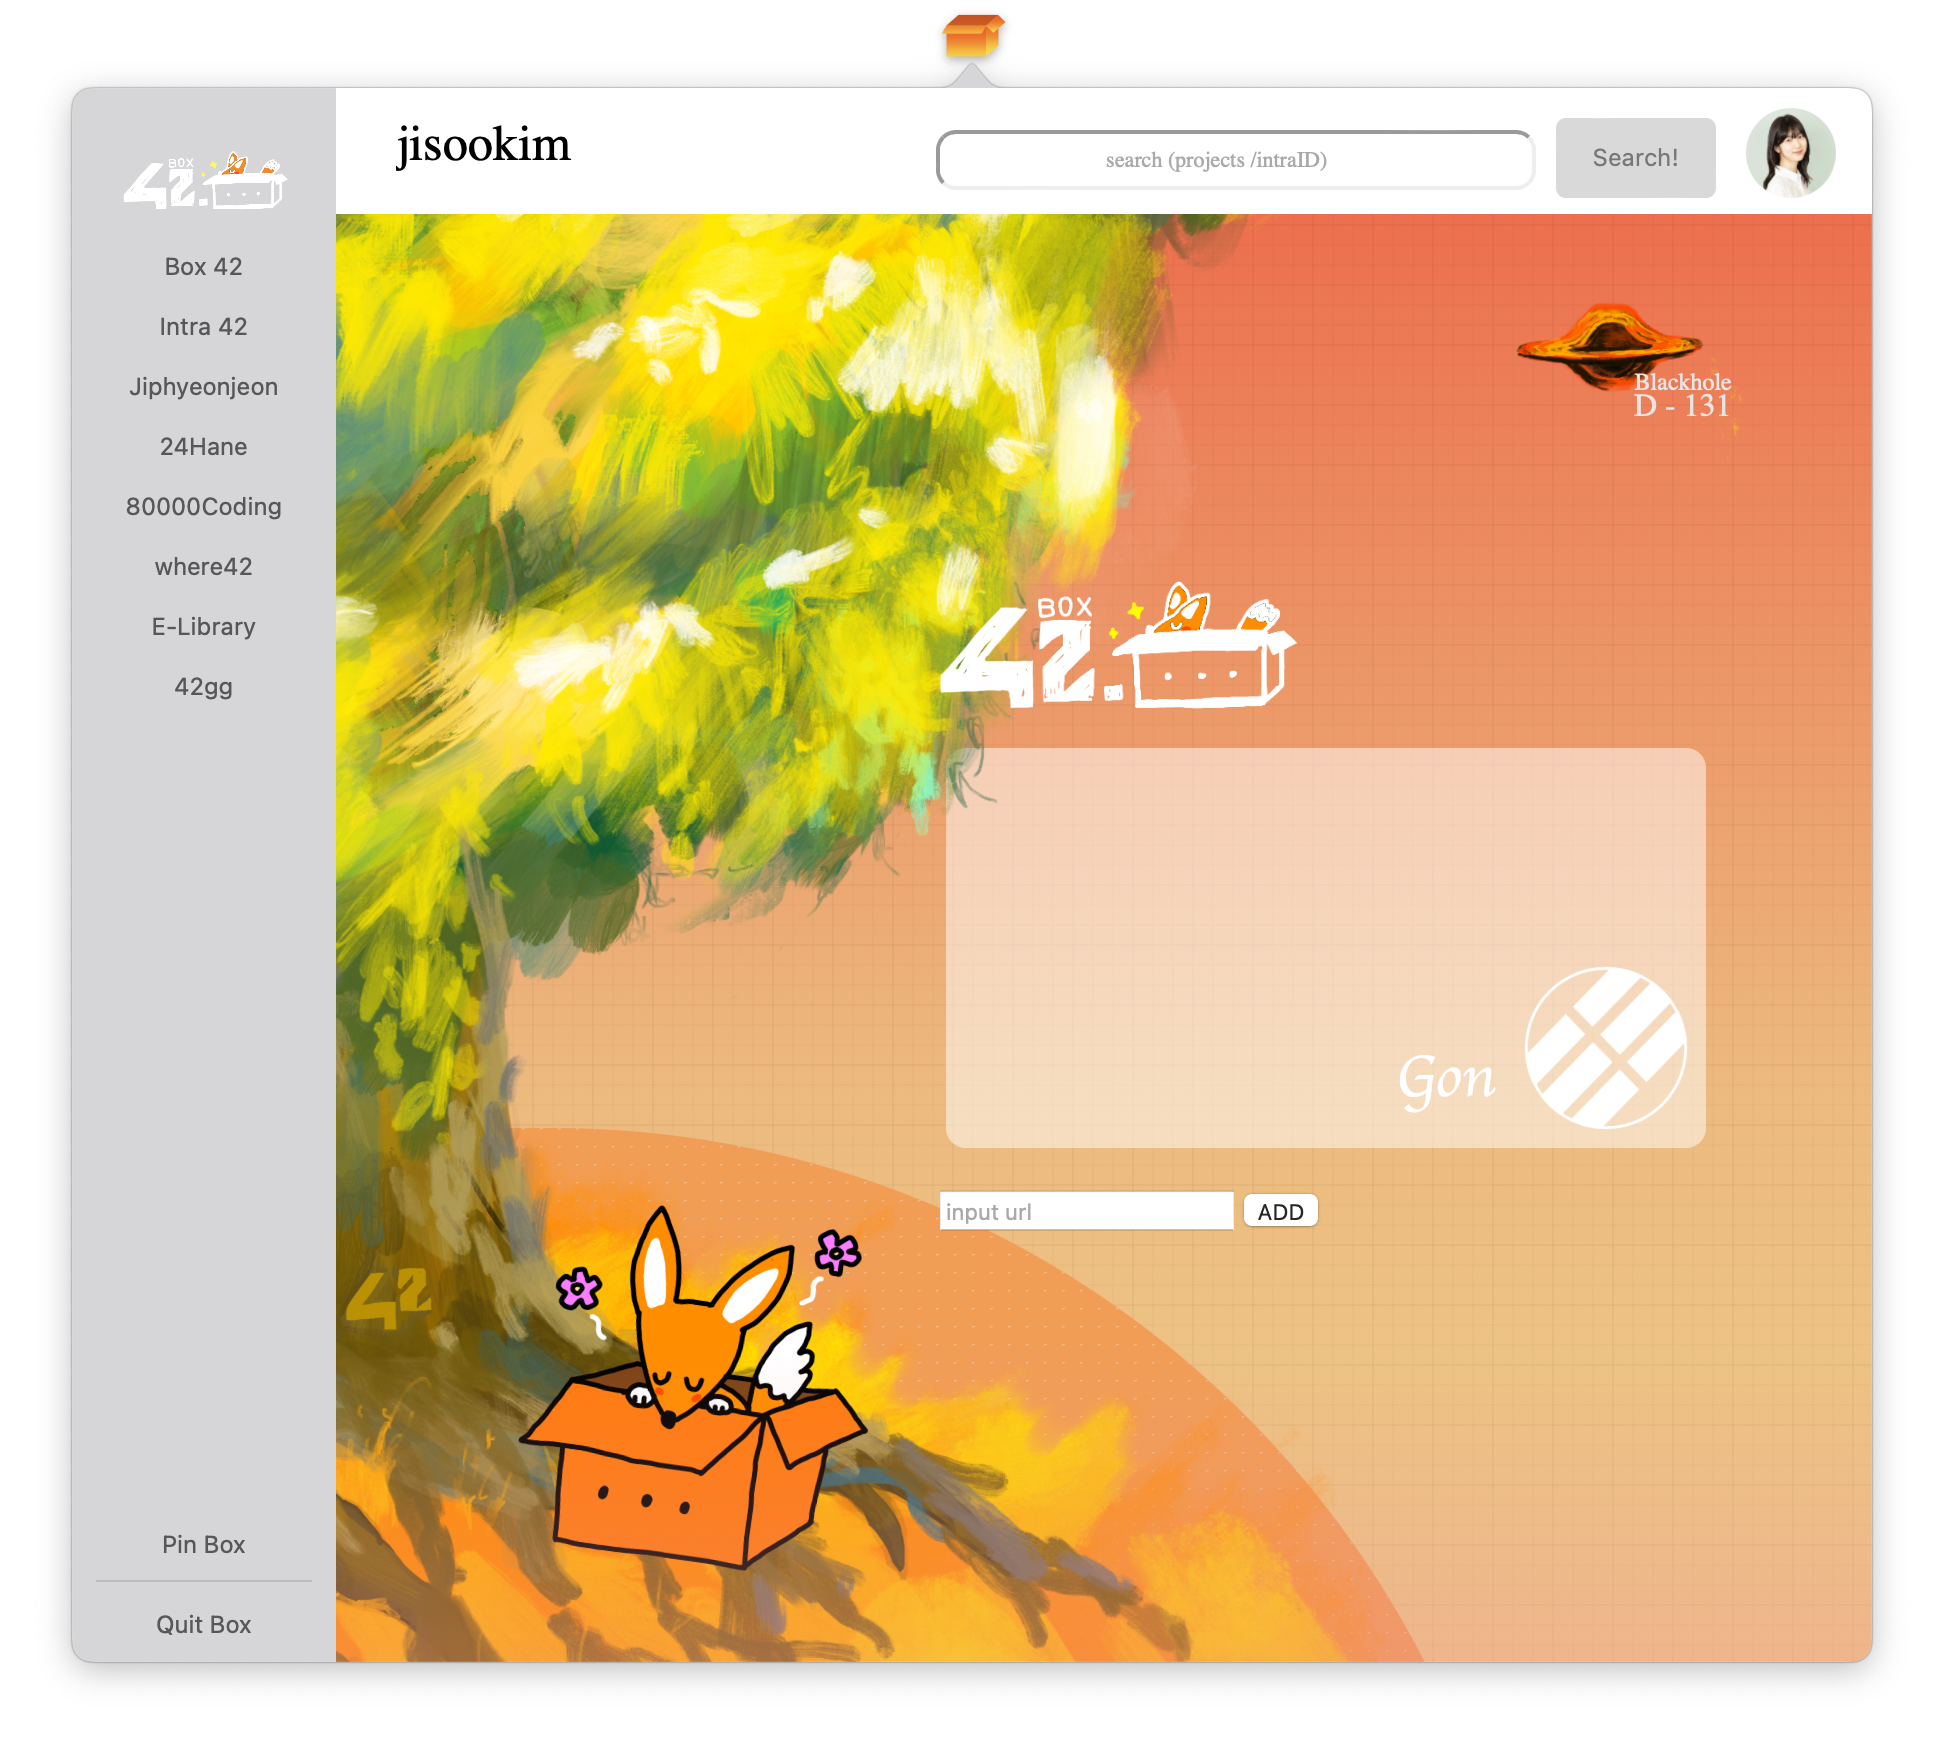 jisookim
search (projects /intraID)
Search!
BOX
42.
Box 42
Intra 42
Jiphyeonjeon
24Hane
80000Coding
where42
E-Library
42gg
Pin Box
Quit Box
Blackhole
D - 131
BOX
42.
Gon
input url
ADD
42